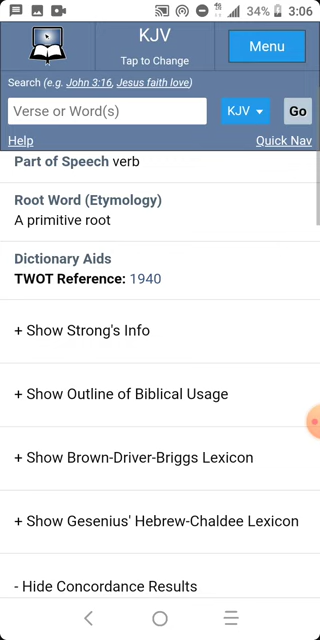 34% 3:06
KJV
Tap to Change
Menu
Search (e.g. John 3:16, Jesus faith love)
Verse or Word(s)
KJV
Go
Help
Quick Nav
Part of Speech verb
Root Word (Etymology)
A primitive root
Dictionary Aids
TWOT Reference: 1940
+ Show Strong's Info
+ Show Outline of Biblical Usage
+ Show Brown-Driver-Briggs Lexicon
+ Show Gesenius' Hebrew-Chaldee Lexicon
- Hide Concordance Results